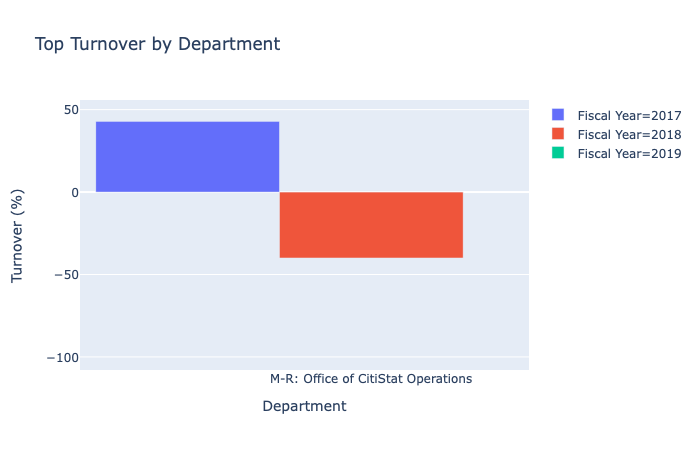 Top Turnover by Department
Turnover (%)
50
0
−50
−100
M-R: Office of CitiStat Operations
Department
Fiscal Year=2017
Fiscal Year=2018
Fiscal Year=2019